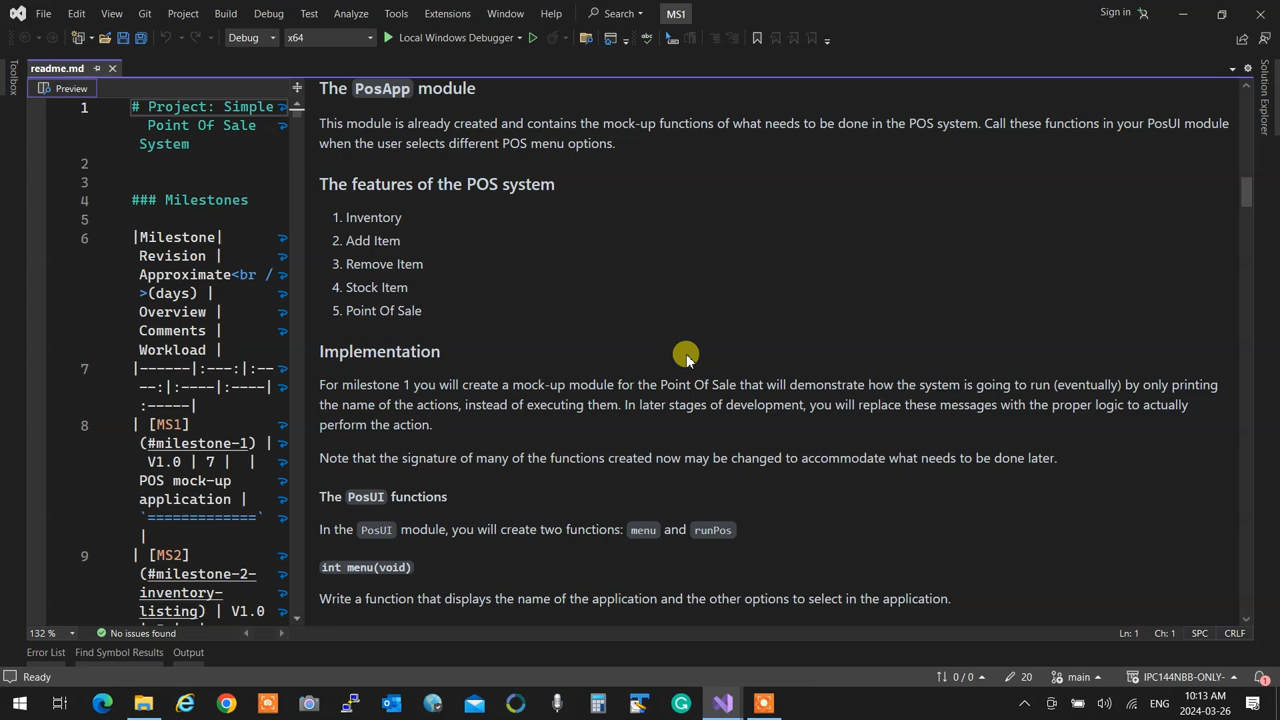 File Edit View Git Project Build Debug Test Analyze Tools Extensions Window Help Search MS1 Sign in
Debug x64 Local Windows Debugger
readme.md
Preview
Toolbox
Solution Explorer
1 # Project: Simple
Point Of Sale
System
2
3
4 ### Milestones
5
6 |Milestone|
Revision |
Approximate<br /
>(days) |
Overview |
Comments |
Workload |
7 |------|:---:|:--
--:|:----|:----|
:-----|
8 | [MS1]
(#milestone-1) |
V1.0 | 7 | |
POS mock-up
application |
`=============`
|
9 | [MS2]
(#milestone-2-
inventory-
listing) | V1.0
The PosApp module
This module is already created and contains the mock-up functions of what needs to be done in the POS system. Call these functions in your PosUI module
when the user selects different POS menu options.
The features of the POS system
1. Inventory
2. Add Item
3. Remove Item
4. Stock Item
5. Point Of Sale
Implementation
For milestone 1 you will create a mock-up module for the Point Of Sale that will demonstrate how the system is going to run (eventually) by only printing
the name of the actions, instead of executing them. In later stages of development, you will replace these messages with the proper logic to actually
perform the action.
Note that the signature of many of the functions created now may be changed to accommodate what needs to be done later.
The PosUI functions
In the PosUI module, you will create two functions: menu and runPos
int menu(void)
Write a function that displays the name of the application and the other options to select in the application.
132 % No issues found Ln: 1 Ch: 1 SPC CRLF
Error List Find Symbol Results Output
Ready 0 / 0 20 main IPC144NBB-ONLY- 1
ENG 10:13 AM
2024-03-26